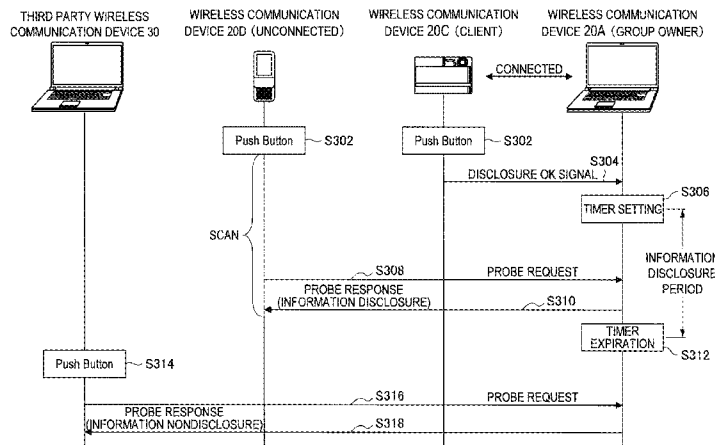 THIRD PARTY WIRELESS
COMMUNICATION DEVICE 30
WIRELESS COMMUNICATION
DEVICE 20D (UNCONNECTED)
WIRELESS COMMUNICATION
DEVICE 20C (CLIENT)
WIRELESS COMMUNICATION
DEVICE 20A (GROUP OWNER)
CONNECTED
Push Button
S302
Push Button
S302
S304
DISCLOSURE OK SIGNAL
S306
TIMER SETTING
SCAN
INFORMATION
DISCLOSURE
PERIOD
S308
PROBE REQUEST
PROBE RESPONSE
(INFORMATION DISCLOSURE)
S310
TIMER
EXPIRATION
S312
Push Button
S314
S316
PROBE REQUEST
PROBE RESPONSE
(INFORMATION NONDISCLOSURE)
S318